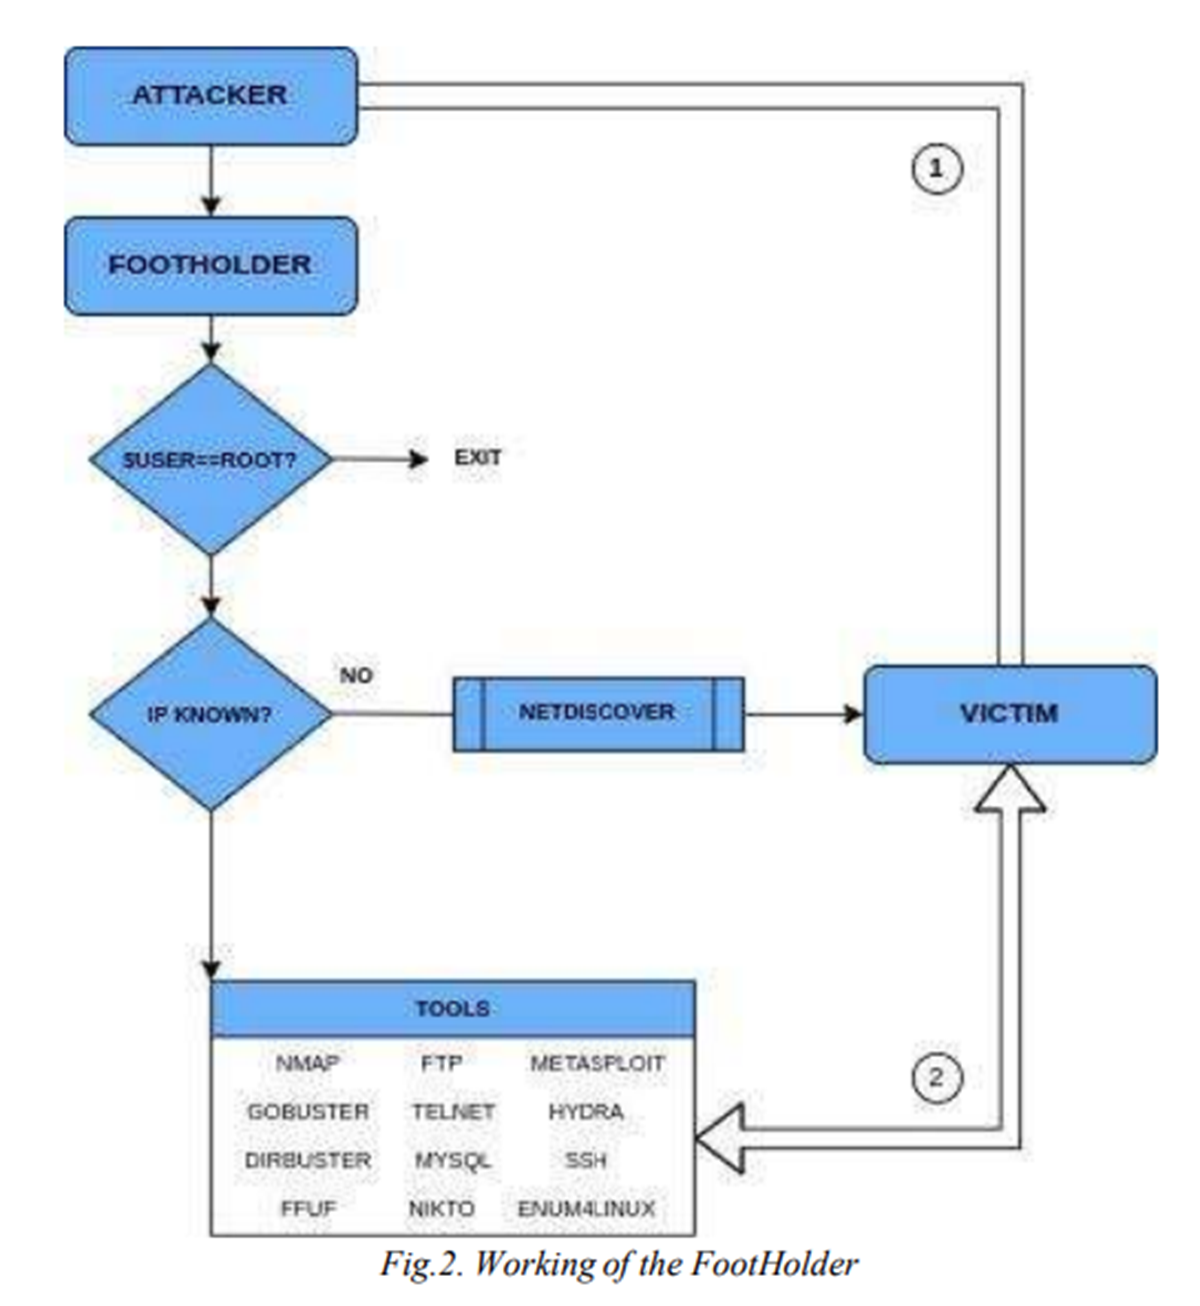 ATTACKER
1
FOOTHOLDER
$USER==ROOT?
EXIT
NO
IP KNOWN?
NETDISCOVER
VICTIM
TOOLS
NMAP FTP METASPLOIT
GOBUSTER TELNET HYDRA
DIRBUSTER MYSQL SSH
FFUF NIKTO ENUM4LINUX
2
Fig.2. Working of the FootHolder